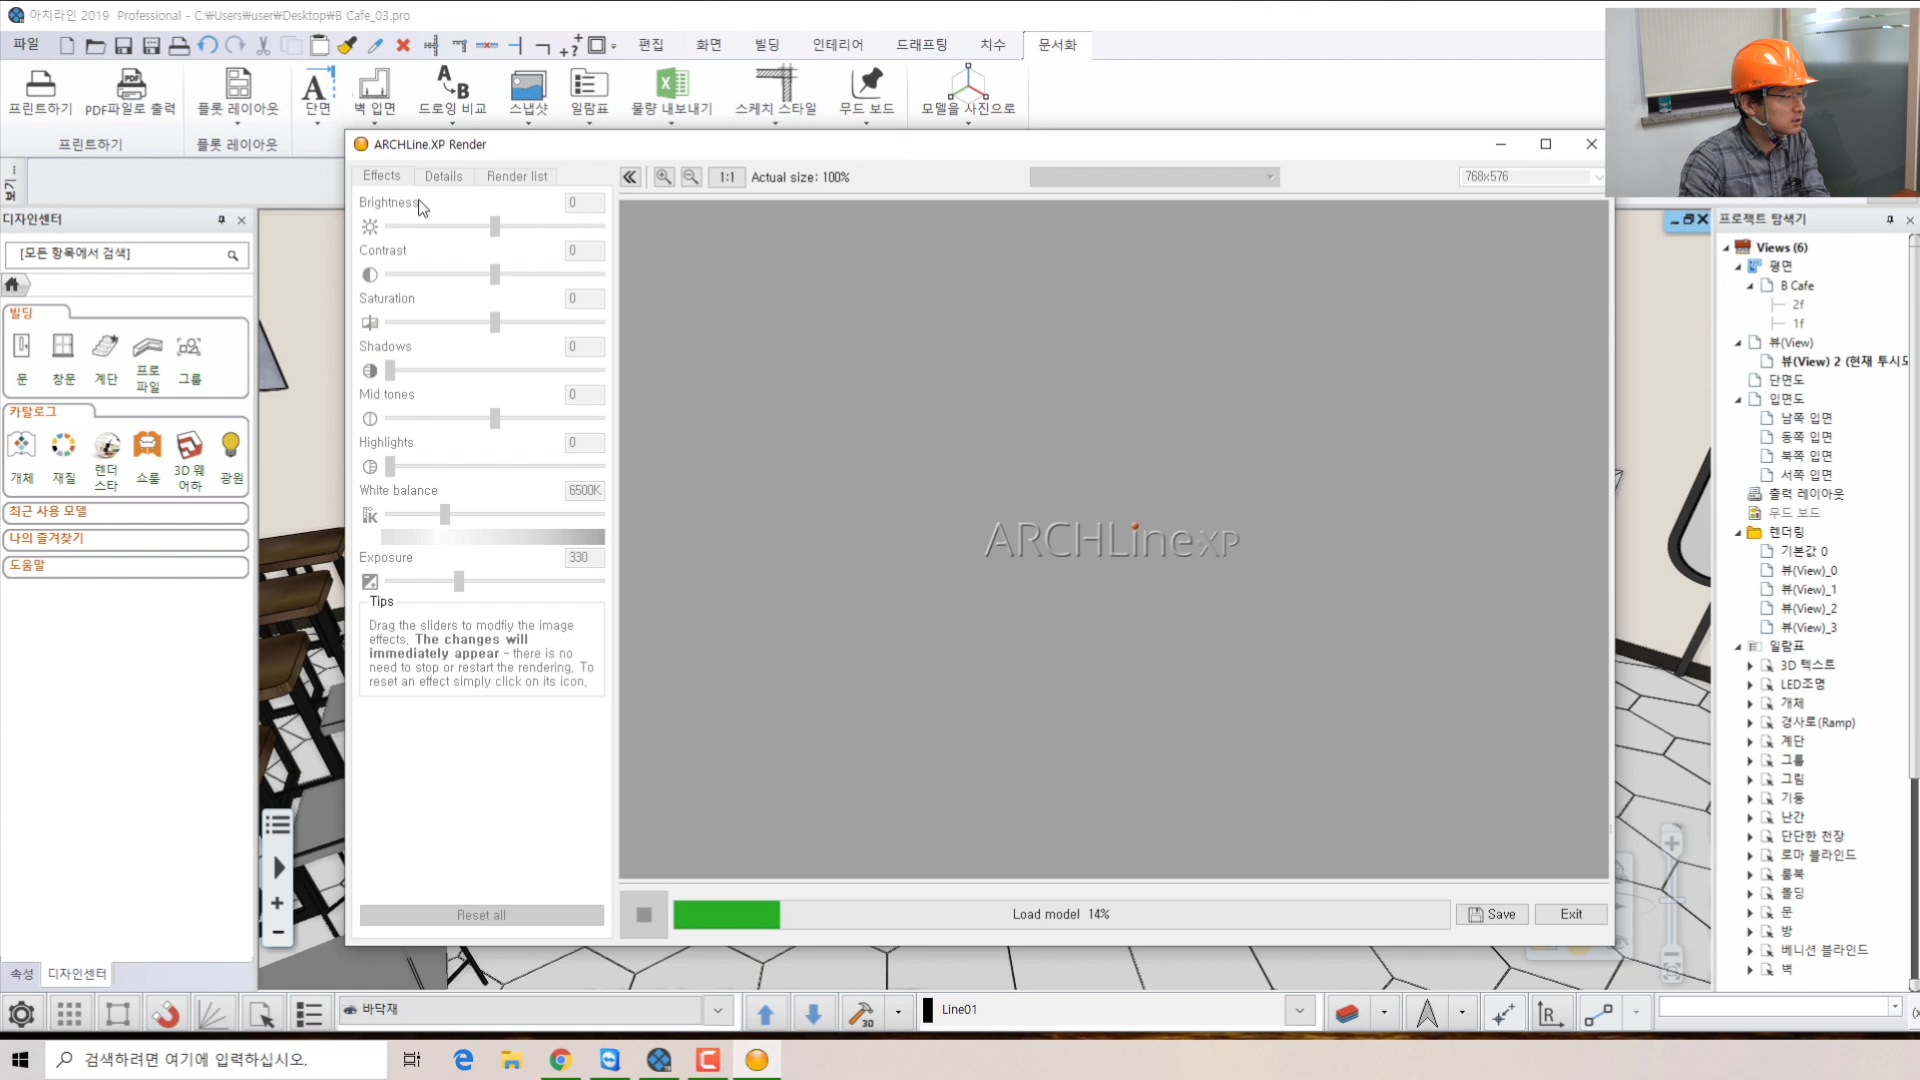 아치라인 2019 Professional - C:₩Users₩user₩Desktop₩B Cafe_03.pro
파일
편집
화면
빌딩
인테리어
드래프팅
치수
문서화
프린트하기
PDF파일로 출력
플롯 레이아웃
단면
벽 입면
드로잉 비교
스냅샷
일람표
물량 내보내기
스케치 스타일
무드 보드
모델을 사진으로
프린트하기
플롯 레이아웃
보기...
ARCHLine.XP Render
Effects
Details
Render list
1:1
Actual size: 100%
768x576
Brightness
0
Contrast
0
Saturation
0
Shadows
0
Mid tones
0
Highlights
0
White balance
6500K
Exposure
330
Tips
Drag the sliders to modfiy the image
effects, The changes will
immediately appear - there is no
need to stop or restart the rendering, To
reset an effect simply click on its icon,
Reset all
ARCHLine.XP
Load model 14%
Save
Exit
디자인센터
[모든 항목에서 검색]
빌딩
문
창문
계단
프로
파일
그룹
카탈로그
개체
재질
렌더
스타
쇼룸
3D 웨
어하
광원
최근 사용 모델
나의 즐겨찾기
도움말
속성
디자인센터
프로젝트 탐색기
Views (6)
평면
B Cafe
2f
1f
뷰(View)
뷰(View) 2 (현재 투시도
단면도
입면도
남쪽 입면
동쪽 입면
북쪽 입면
서쪽 입면
출력 레이아웃
무드 보드
렌더링
기본값 0
뷰(View)_0
뷰(View)_1
뷰(View)_2
뷰(View)_3
일람표
3D 텍스트
LED조명
개체
경사로(Ramp)
계단
그룹
그림
기둥
난간
단단한 천장
로마 블라인드
룸북
몰딩
문
방
베니션 블라인드
벽
바닥재
3D
Line01
검색하려면 여기에 입력하십시오.